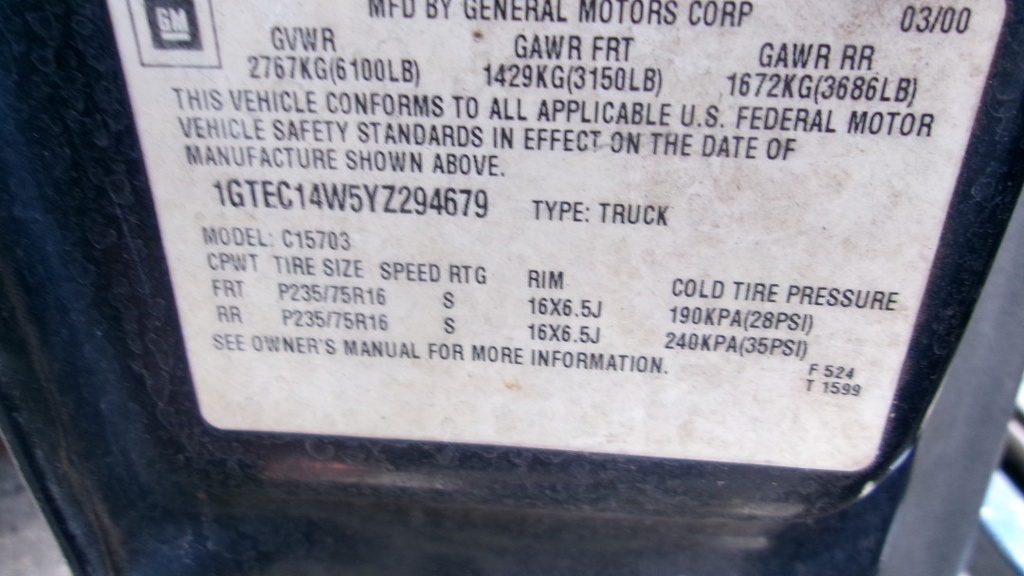 GM
MFD BY GENERAL MOTORS CORP 03/00
GVWR GAWR FRT GAWR RR
2767KG(6100LB) 1429KG(3150LB) 1672KG(3686LB)
THIS VEHICLE CONFORMS TO ALL APPLICABLE U.S. FEDERAL MOTOR
VEHICLE SAFETY STANDARDS IN EFFECT ON THE DATE OF
MANUFACTURE SHOWN ABOVE.
1GTEC14W5YZ294679 TYPE: TRUCK
MODEL: C15703
CPWT TIRE SIZE SPEED RTG RIM COLD TIRE PRESSURE
FRT P235/75R16 S 16X6.5J 190KPA(28PSI)
RR P235/75R16 S 16X6.5J 240KPA(35PSI)
SEE OWNER'S MANUAL FOR MORE INFORMATION.
F 524
T 1599